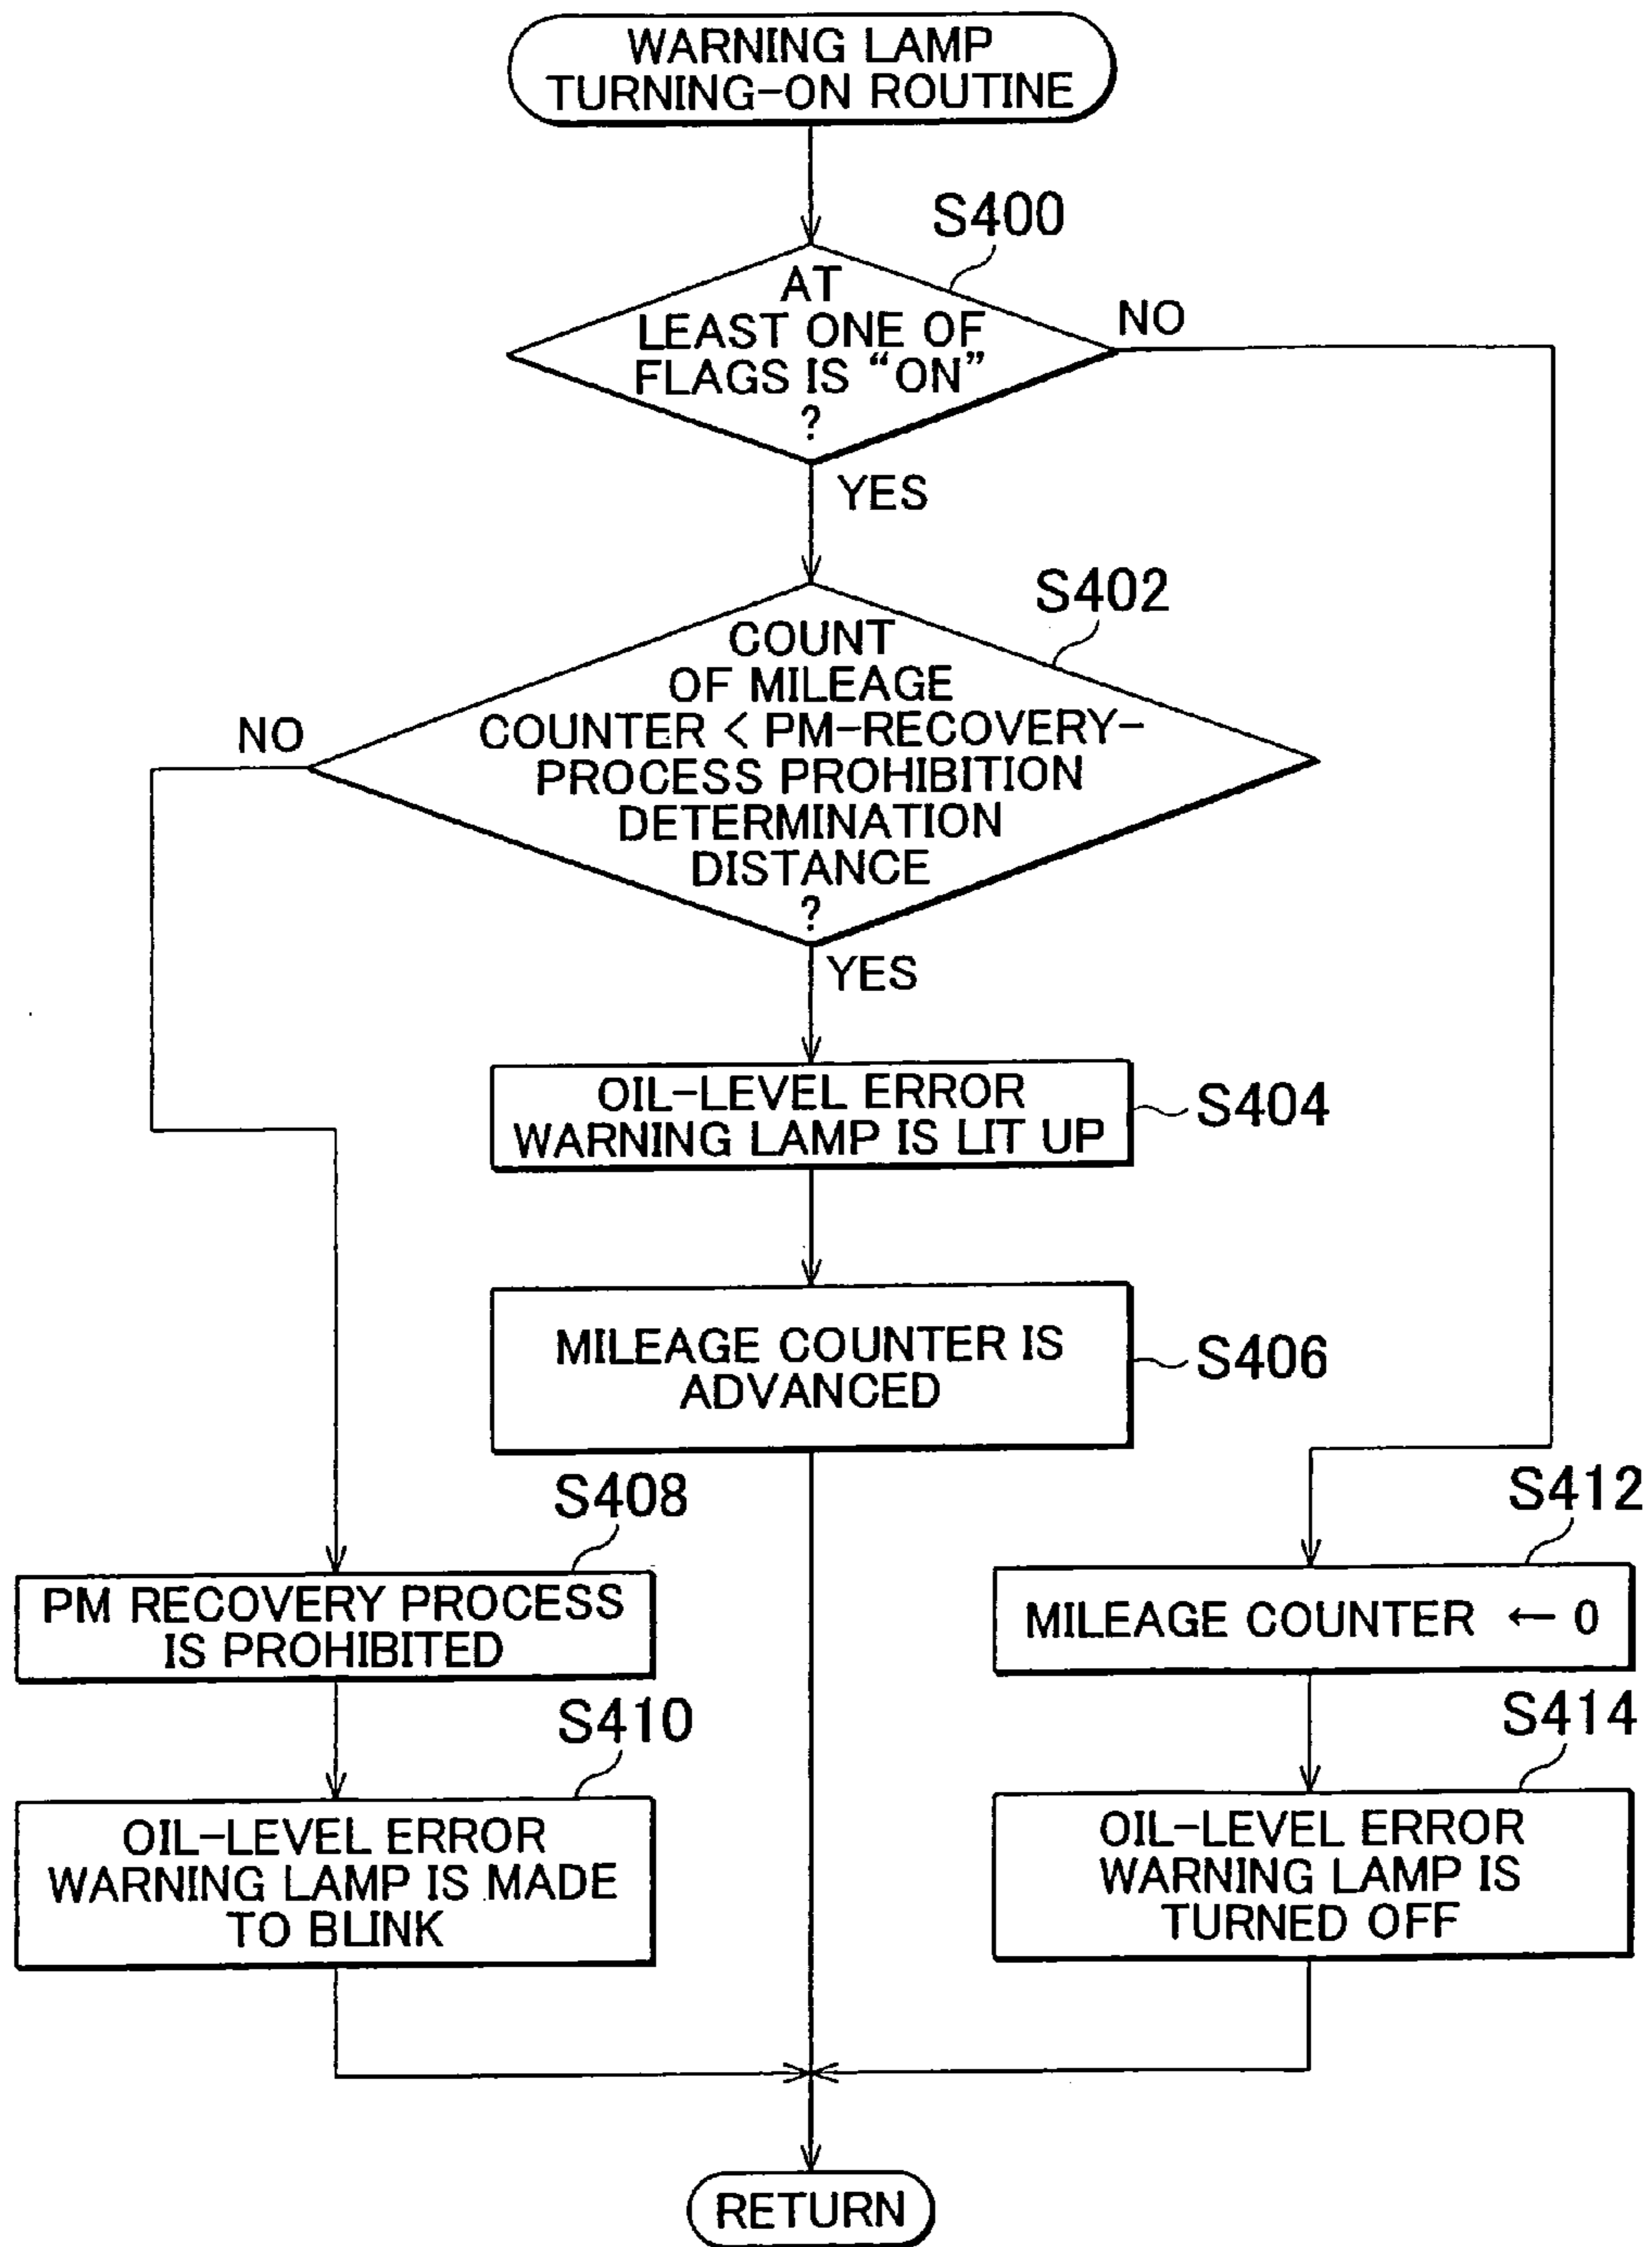 WARNING LAMP
TURNING-ON ROUTINE
S400
AT
LEAST ONE OF
FLAGS IS “ON”
?
NO
YES
S402
COUNT
OF MILEAGE
COUNTER < PM-RECOVERY-
PROCESS PROHIBITION
DETERMINATION
DISTANCE
?
NO
YES
OIL-LEVEL ERROR
WARNING LAMP IS LIT UP
S404
MILEAGE COUNTER IS
ADVANCED
S406
S408
PM RECOVERY PROCESS
IS PROHIBITED
S410
OIL-LEVEL ERROR
WARNING LAMP IS MADE
TO BLINK
S412
MILEAGE COUNTER ← 0
S414
OIL-LEVEL ERROR
WARNING LAMP IS
TURNED OFF
RETURN